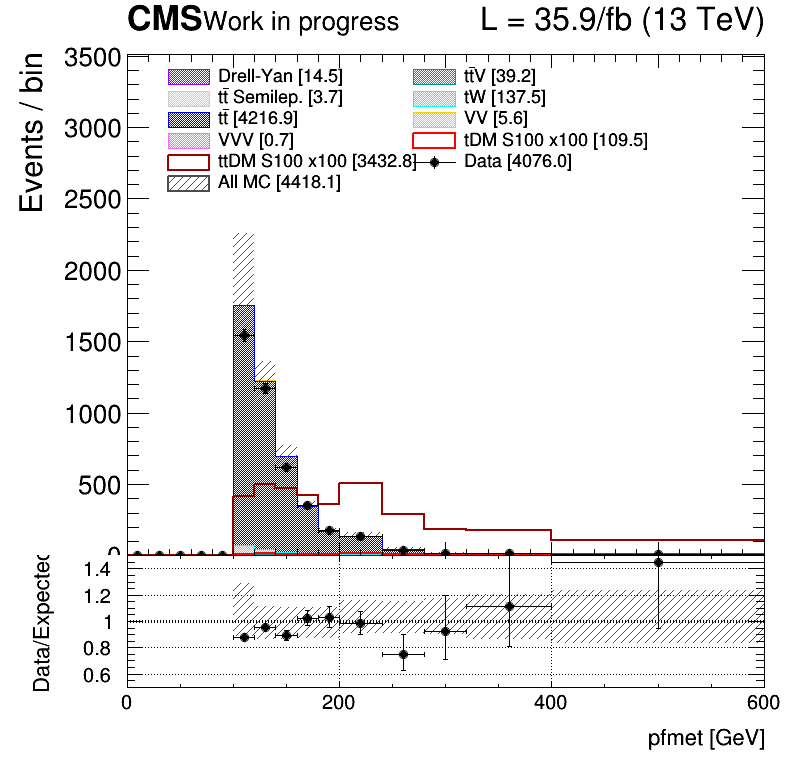 CMS Work in progress L = 35.9/fb (13 TeV)
Events / bin
3500
3000
2500
2000
1500
1000
500
0
Drell-Yan [14.5]
tt̄V [39.2]
tt̄ Semilep. [3.7]
tW [137.5]
tt̄ [4216.9]
VV [5.6]
VVV [0.7]
tDM S100 x100 [109.5]
ttDM S100 x100 [3432.8]
Data [4076.0]
All MC [4418.1]
Data/Expected
1.4
1.2
1
0.8
0.6
0 200 400 600
pfmet [GeV]